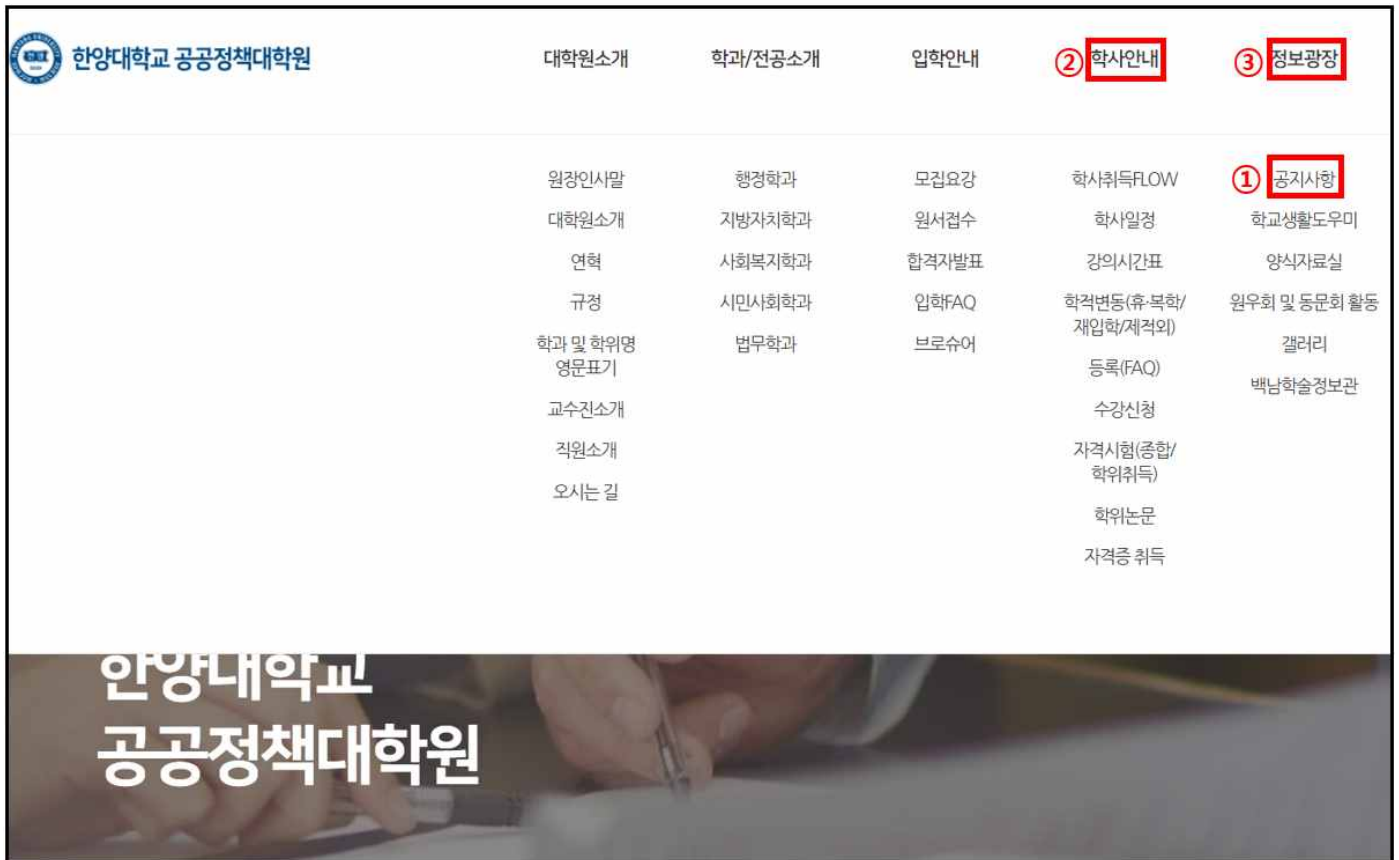 한양대학교 공공정책대학원
대학원소개
학과/전공소개
입학안내
② 학사안내
③ 정보광장
원장인사말
대학원소개
연혁
규정
학과 및 학위명
영문표기
교수진소개
직원소개
오시는 길
행정학과
지방자치학과
사회복지학과
시민사회학과
법무학과
모집요강
원서접수
합격자발표
입학FAQ
브로슈어
학사취득FLOW
학사일정
강의시간표
학적변동(휴·복학/
재입학/제적외)
등록(FAQ)
수강신청
자격시험(종합/
학위취득)
학위논문
자격증 취득
① 공지사항
학교생활도우미
양식자료실
원우회 및 동문회 활동
갤러리
백남학술정보관
한양대학교
공공정책대학원